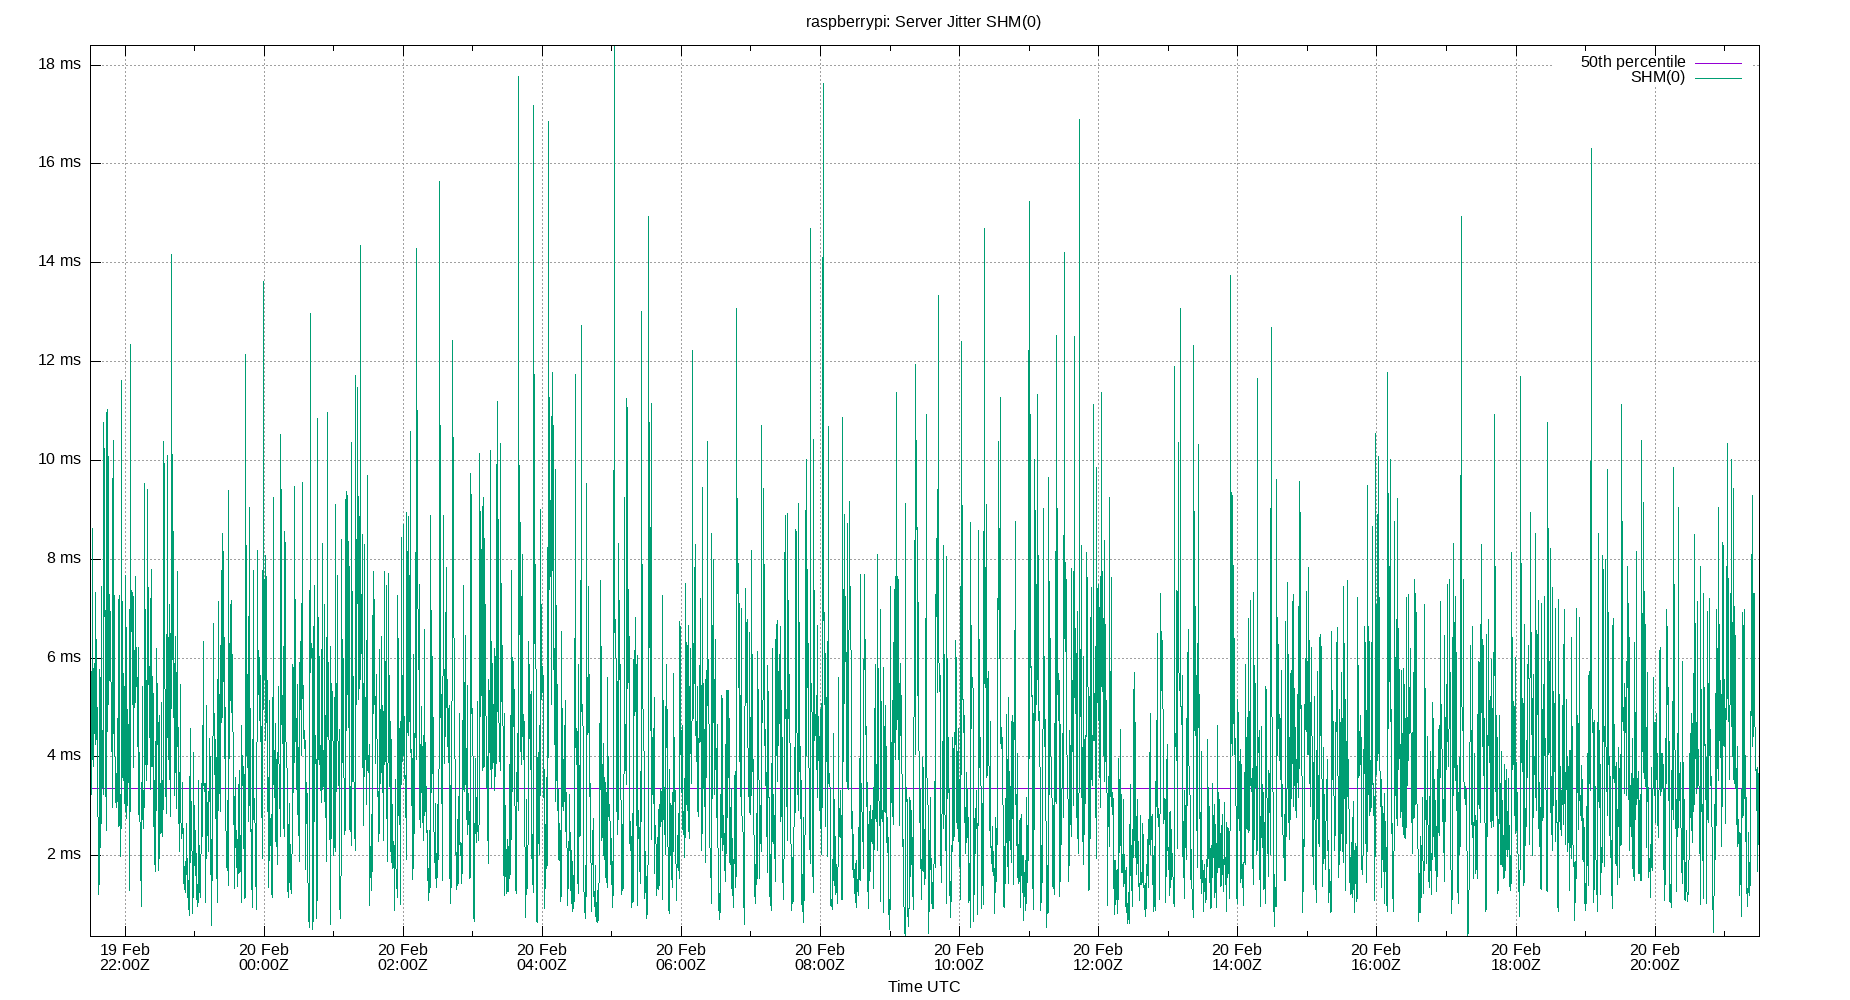 raspberrypi: Server Jitter SHM(0)
50th percentile
SHM(0)
18 ms
16 ms
14 ms
12 ms
10 ms
8 ms
6 ms
4 ms
2 ms
19 Feb 20 Feb 20 Feb 20 Feb 20 Feb 20 Feb 20 Feb 20 Feb 20 Feb 20 Feb 20 Feb 20 Feb
22:00Z 00:00Z 02:00Z 04:00Z 06:00Z 08:00Z 10:00Z 12:00Z 14:00Z 16:00Z 18:00Z 20:00Z
Time UTC